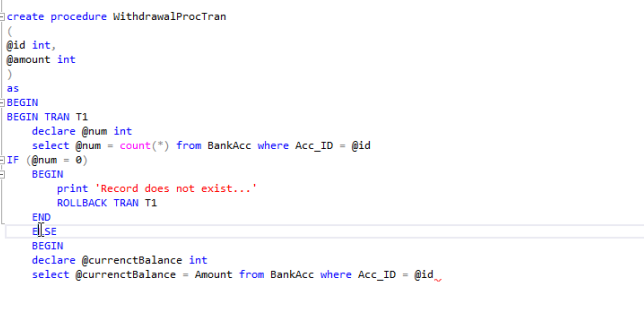 create procedure WithdrawalProcTran
(
@id int,
@amount int
)
as
BEGIN
BEGIN TRAN T1
declare @num int
select @num = count(*) from BankAcc where Acc_ID = @id
IF (@num = 0)
BEGIN
print 'Record does not exist...'
ROLLBACK TRAN T1
END
ELSE
BEGIN
declare @currenctBalance int
select @currenctBalance = Amount from BankAcc where Acc_ID = @id